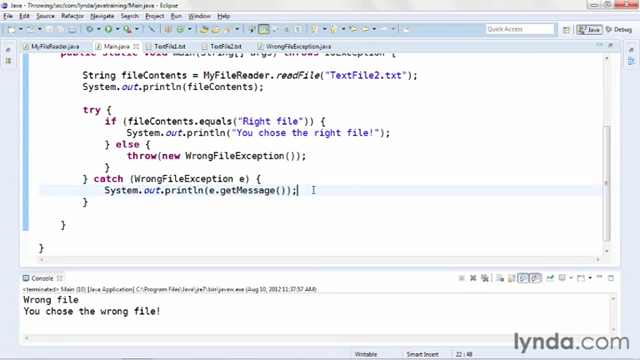 Java - Throwing/src/com/lynda/javatraining/Main.java - Eclipse
File Edit Source Refactor Navigate Search Project Run Window Help
Quick Access
Java
Debug
MyFileReader.java
Main.java
TextFile1.txt
TextFile2.txt
WrongFileException.java
public static void main(String[] args) throws IOException {
String fileContents = MyFileReader.readFile("TextFile2.txt");
System.out.println(fileContents);
try {
if (fileContents.equals("Right file")) {
System.out.println("You chose the right file!");
} else {
throw(new WrongFileException());
}
} catch (WrongFileException e) {
System.out.println(e.getMessage());
}
}
}
Console
<terminated> Main (10) [Java Application] C:\Program Files\Java\jre7\bin\javaw.exe (Aug 10, 2012 11:37:57 AM)
Wrong file
You chose the wrong file!
lynda.com
Writable
Smart Insert
22 : 48